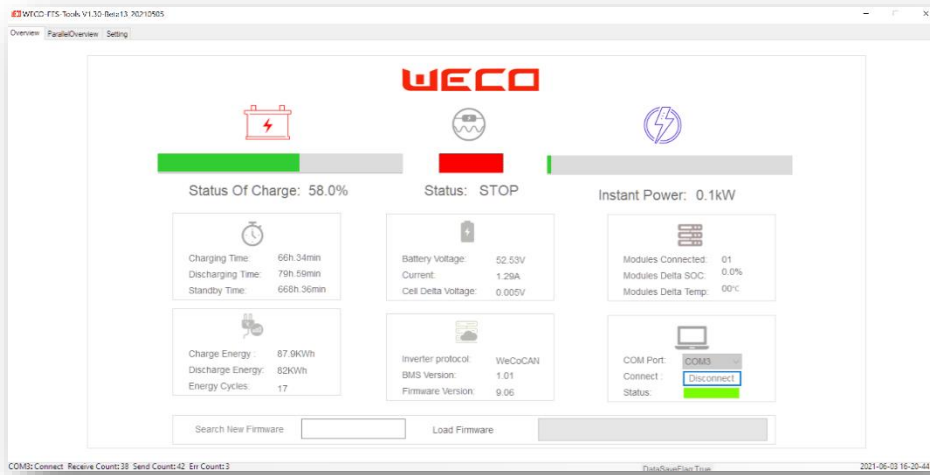 WECO-EES-Tools V1.30-Beta13 20210505
Overview ParallelOverview Setting
WECO
Status Of Charge: 58.0%
Status: STOP
Instant Power: 0.1kW
Charging Time: 66h.34min
Discharging Time: 79h.59min
Standby Time: 668h.36min
Battery Voltage: 52.53V
Current: 1.29A
Cell Delta Voltage: 0.005V
Modules Connected: 01
Modules Delta SOC: 0.0%
Modules Delta Temp: 00°C
Charge Energy : 87.9KWh
Discharge Energy: 82KWh
Energy Cycles: 17
Inverter protocol: WeCoCAN
BMS Version: 1.01
Firmware Version: 9.06
COM Port: COM3
Connect : Disconnect
Status:
Search New Firmware
Load Firmware
COM3: Connect Receive Count: 38 Send Count: 42 Err Count: 3
DataSaveFlag:True
2021-06-03 16-20-44